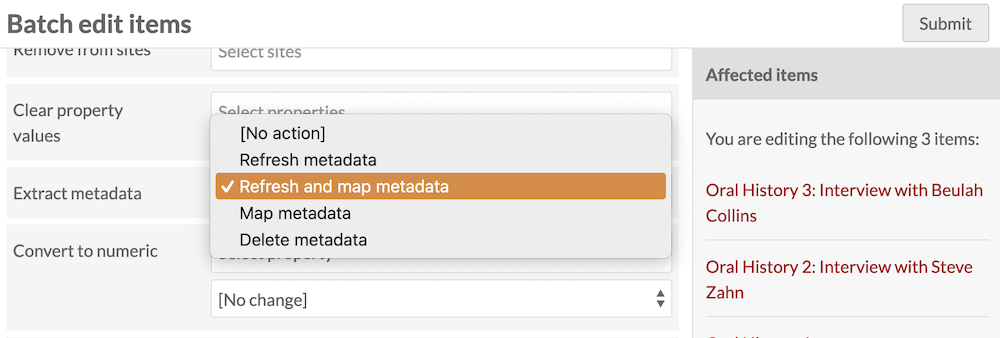 Batch edit items
Submit
Remove from sites
Select sites
Clear property
values
Select properties
[No action]
Refresh metadata
✓ Refresh and map metadata
Map metadata
Delete metadata
Extract metadata
Convert to numeric
Select property
[No change]
Affected items
You are editing the following 3 items:
Oral History 3: Interview with Beulah
Collins
Oral History 2: Interview with Steve
Zahn